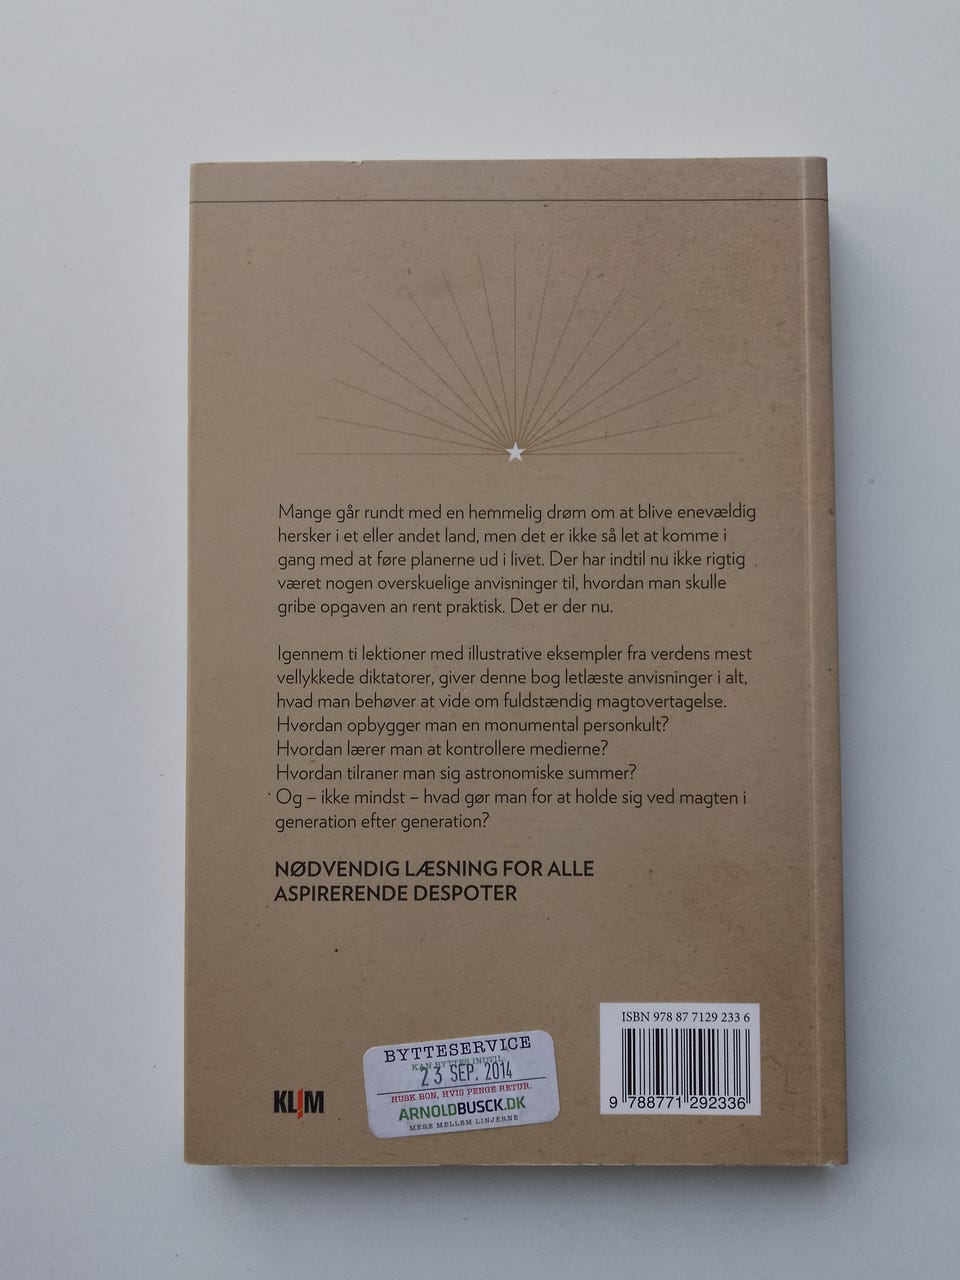 Mange går rundt med en hemmelig drøm om at blive enevældig
hersker i et eller andet land, men det er ikke så let at komme i
gang med at føre planerne ud i livet. Der har indtil nu ikke rigtig
været nogen overskuelige anvisninger til, hvordan man skulle
gribe opgaven an rent praktisk. Det er der nu.
Igennem ti lektioner med illustrative eksempler fra verdens mest
vellykkede diktatorer, giver denne bog letlæste anvisninger i alt,
hvad man behøver at vide om fuldstændig magtovertagelse.
Hvordan opbygger man en monumental personkult?
Hvordan lærer man at kontrollere medierne?
Hvordan tilraner man sig astronomiske summer?
Og – ikke mindst – hvad gør man for at holde sig ved magten i
generation efter generation?
NØDVENDIG LÆSNING FOR ALLE
ASPIRERENDE DESPOTER
KLIM
BYTTESERVICE
KAN BYTTES INDTIL:
23 SEP. 2014
HUSK BON, HVIS PENGE RETUR.
ARNOLDBUSCK.DK
MERE MELLEM LINJERNE
ISBN 978 87 7129 233 6
9 788771 292336